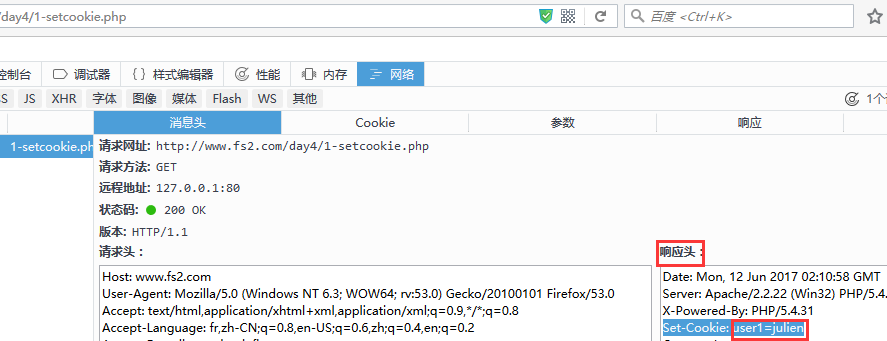 /day4/1-setcookie.php 百度 <Ctrl+K>
控制台 调试器 { } 样式编辑器 性能 内存 网络
JS XHR 字体 图像 媒体 Flash WS 其他 1个
消息头 Cookie 参数 响应
1-setcookie.ph
请求网址: http://www.fs2.com/day4/1-setcookie.php
请求方法: GET
远程地址: 127.0.0.1:80
状态码: 200 OK
版本: HTTP/1.1
请求头:
Host: www.fs2.com
User-Agent: Mozilla/5.0 (Windows NT 6.3; WOW64; rv:53.0) Gecko/20100101 Firefox/53.0
Accept: text/html,application/xhtml+xml,application/xml;q=0.9,*/*;q=0.8
Accept-Language: fr,zh-CN;q=0.8,en-US;q=0.6,zh;q=0.4,en;q=0.2
响应头:
Date: Mon, 12 Jun 2017 02:10:58 GMT
Server: Apache/2.2.22 (Win32) PHP/5.4.
X-Powered-By: PHP/5.4.31
Set-Cookie: user1=julien